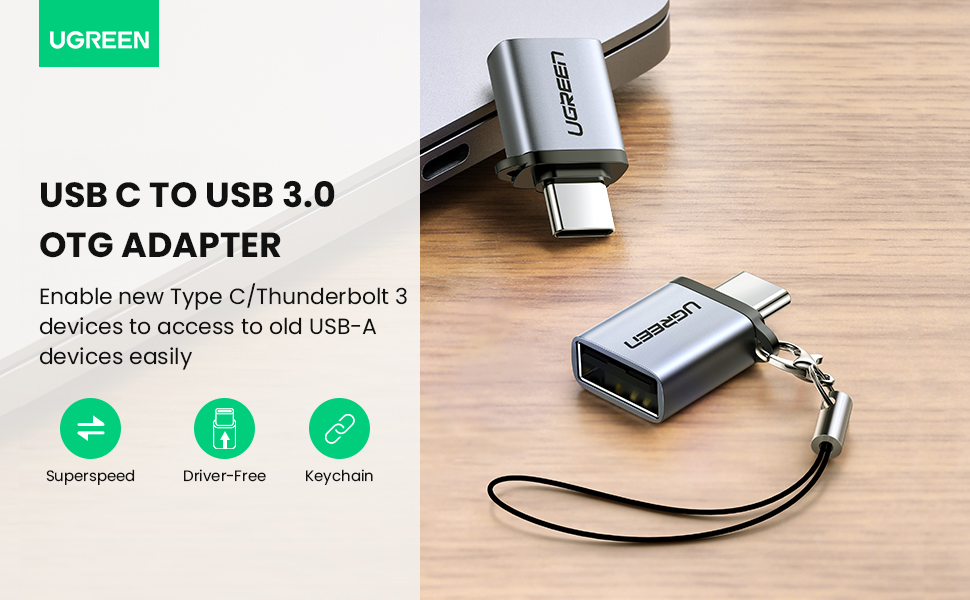 UGREEN
USB C TO USB 3.0
OTG ADAPTER
Enable new Type C/Thunderbolt 3
devices to access to old USB-A
devices easily
Superspeed
Driver-Free
Keychain
UGREEN
UGREEN